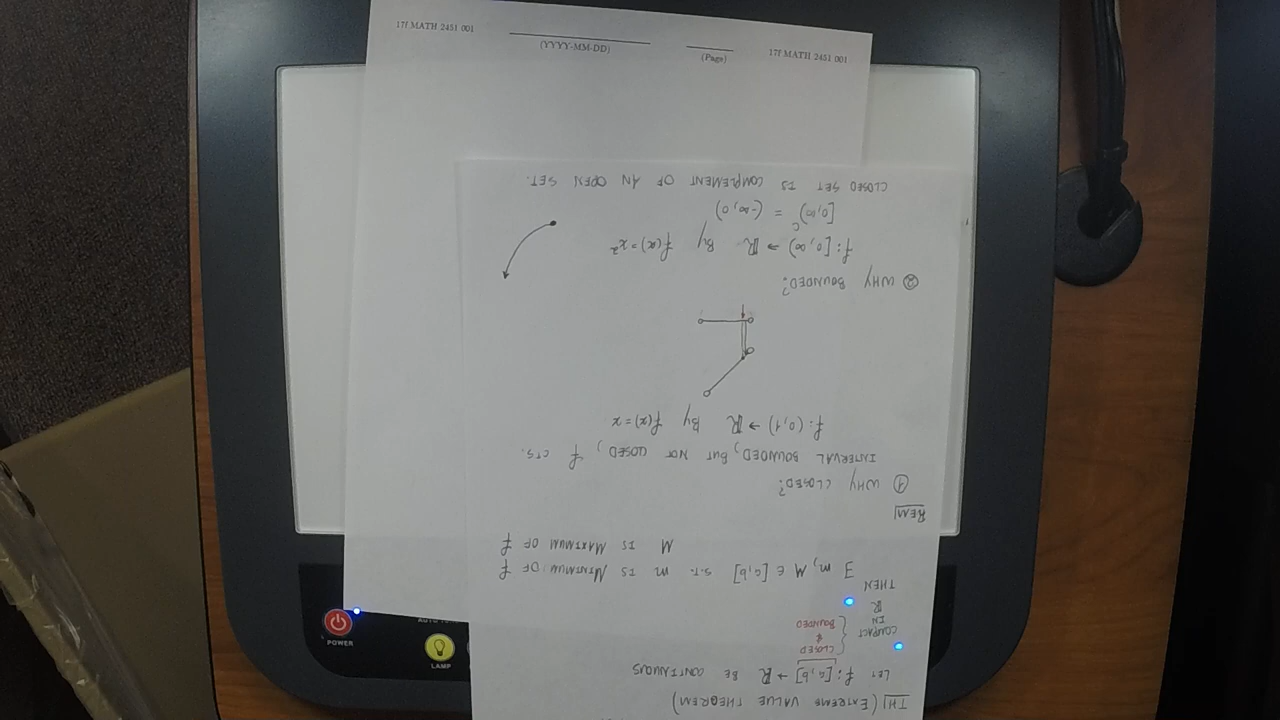 17f MATH 2451 001
(YYYY-MM-DD)
(Page)
17f MATH 2451 001
TH (EXTREME VALUE THEOREM)
LET f: [a,b] → ℝ BE CONTINUOUS
CLOSED
&
BOUNDED
COMPACT
IN
ℝ
THEN
∃ m, M ∈ [a,b] S.T. m IS MINIMUM OF f
M IS MAXIMUM OF f
REM
① WHY CLOSED?
INTERVAL BOUNDED, BUT NOT CLOSED, f CTS.
f: (0,1) → ℝ BY f(x)=x
② WHY BOUNDED?
f: [0,∞) → ℝ BY f(x)=x²
[0,∞)ᶜ = (-∞,0)
CLOSED SET IS COMPLEMENT OF AN OPEN SET.
POWER
LAMP